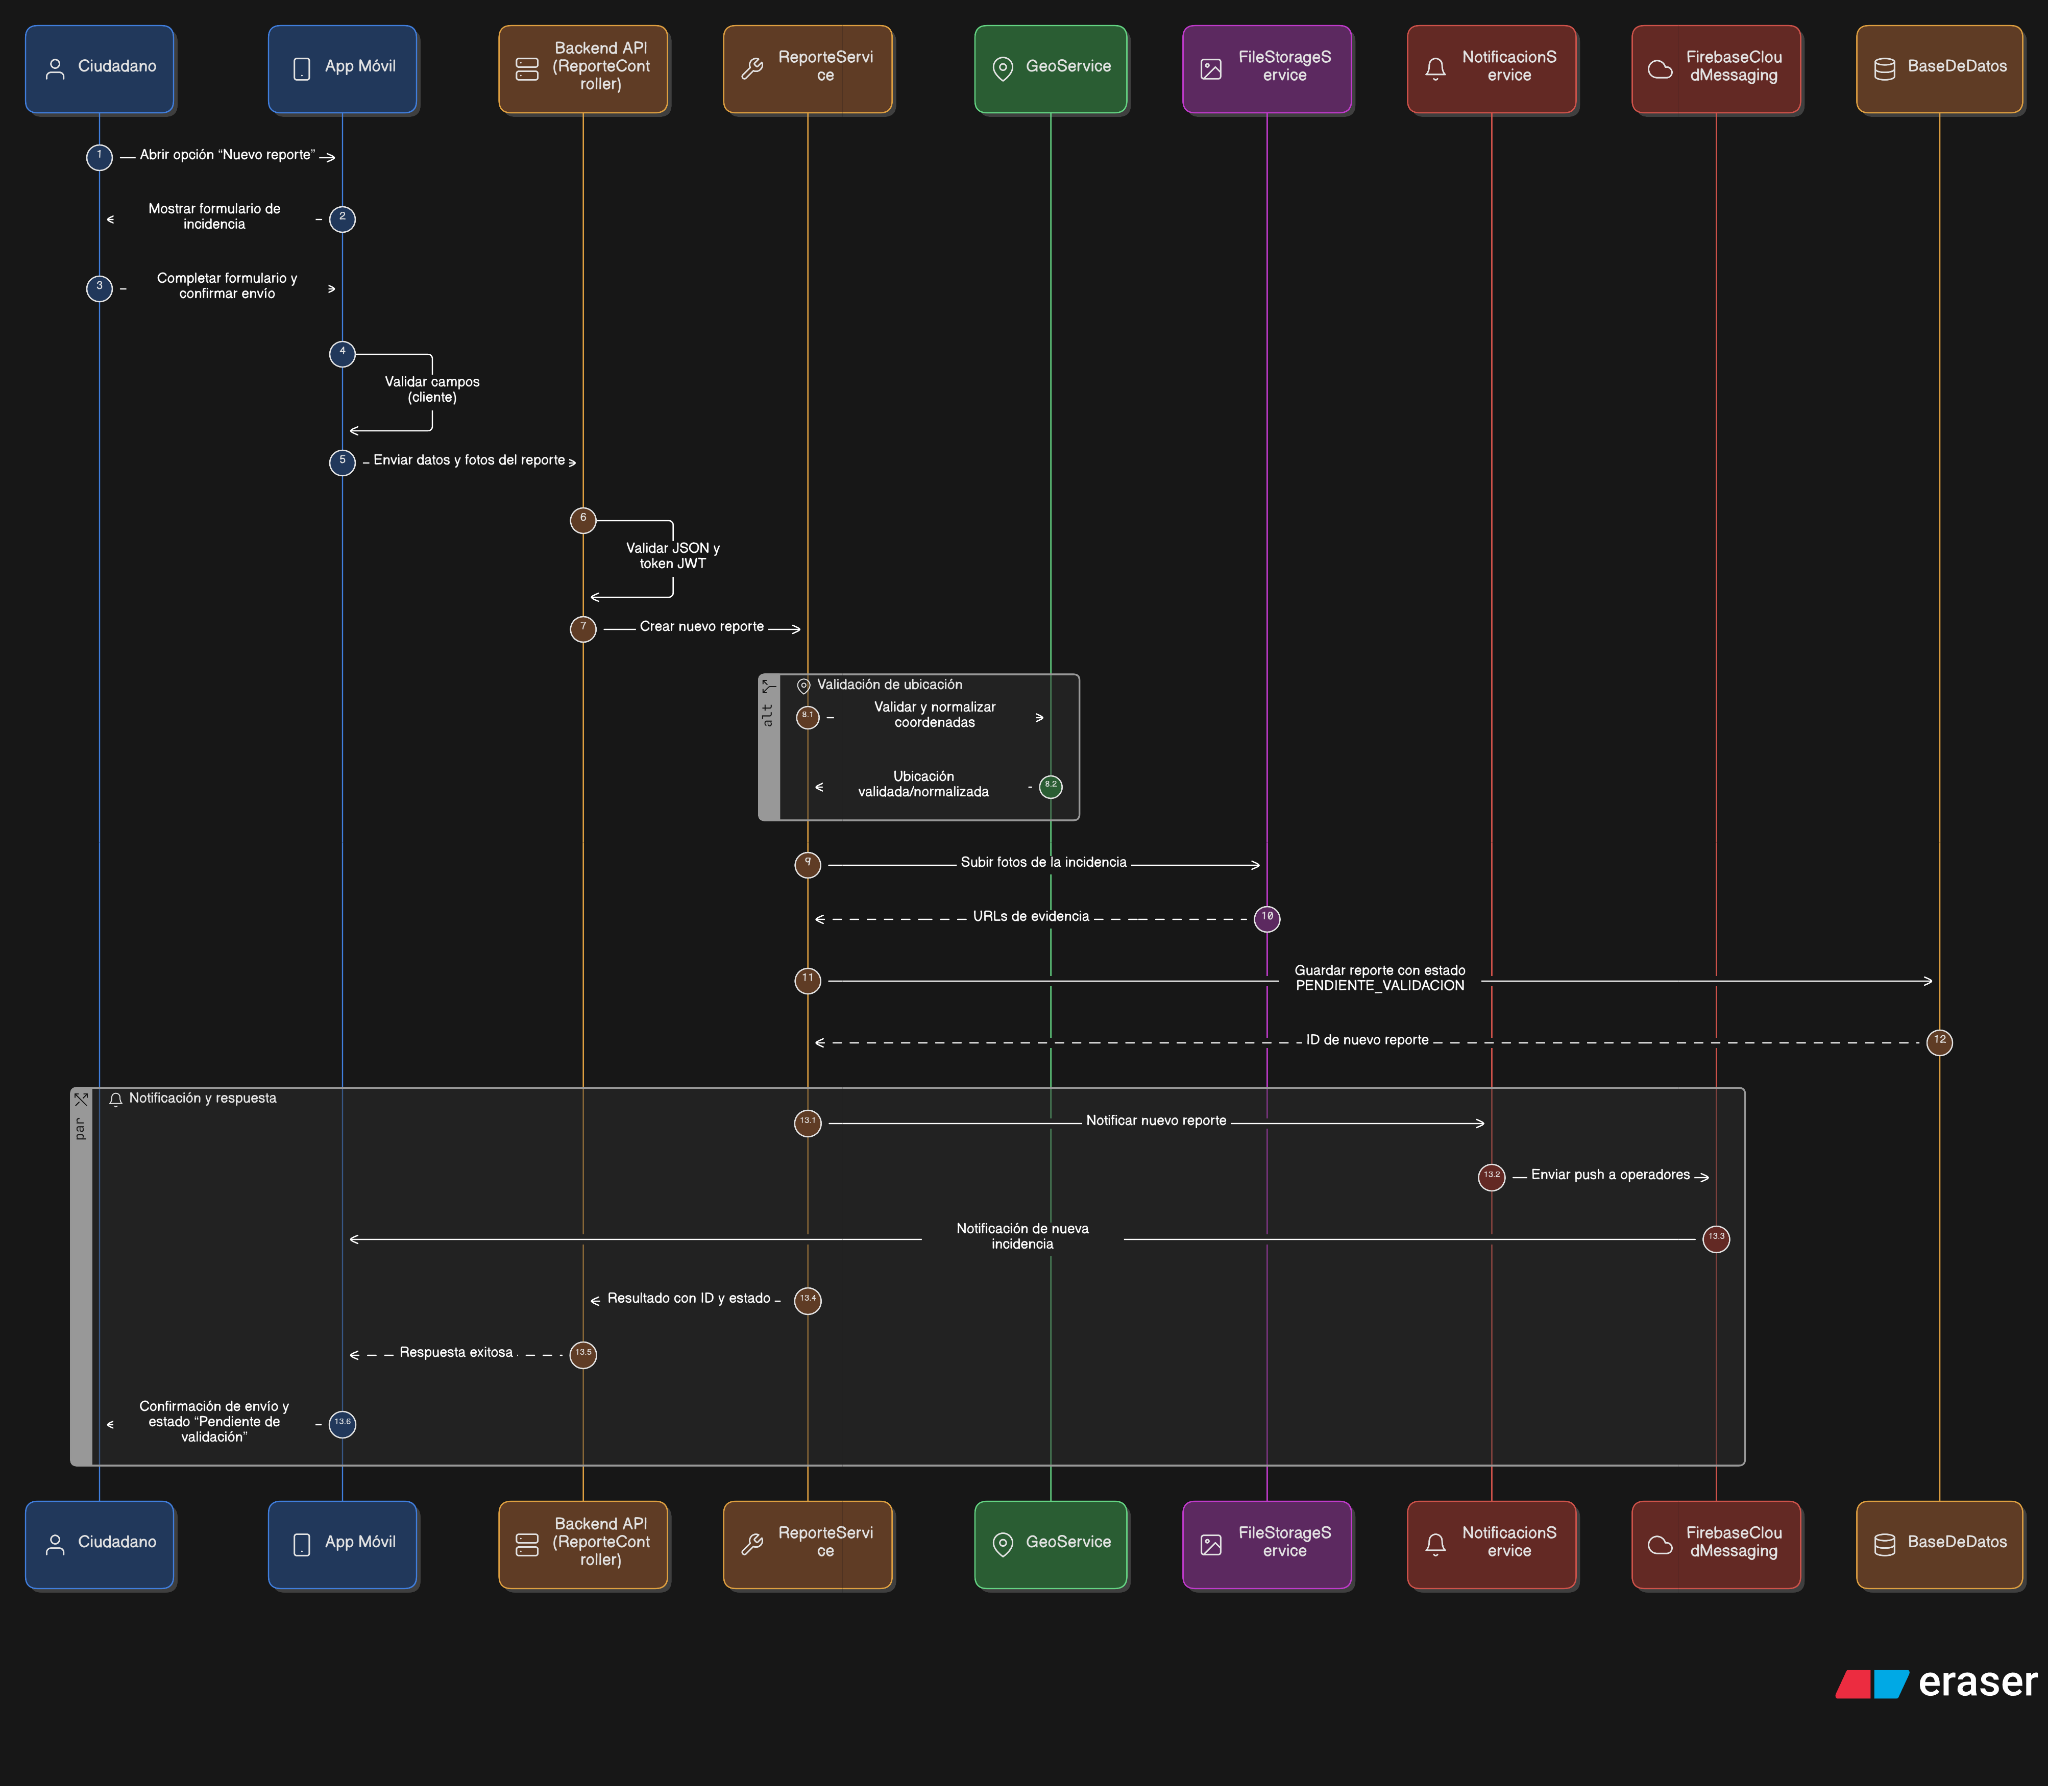 Ciudadano
App Móvil
Backend API
(ReporteCont
roller)
ReporteServi
ce
GeoService
FileStorageS
ervice
NotificacionS
ervice
FirebaseClou
dMessaging
BaseDeDatos
1
Abrir opción “Nuevo reporte”
Mostrar formulario de
incidencia
2
3
Completar formulario y
confirmar envío
4
Validar campos
(cliente)
5
Enviar datos y fotos del reporte
6
Validar JSON y
token JWT
7
Crear nuevo reporte
alt
Validación de ubicación
8.1
Validar y normalizar
coordenadas
Ubicación
validada/normalizada
8.2
9
Subir fotos de la incidencia
URLs de evidencia
10
11
Guardar reporte con estado
PENDIENTE_VALIDACION
ID de nuevo reporte
12
par
Notificación y respuesta
13.1
Notificar nuevo reporte
13.2
Enviar push a operadores
Notificación de nueva
incidencia
13.3
Resultado con ID y estado
13.4
Respuesta exitosa
13.5
Confirmación de envío y
estado “Pendiente de
validación”
13.6
Ciudadano
App Móvil
Backend API
(ReporteCont
roller)
ReporteServi
ce
GeoService
FileStorageS
ervice
NotificacionS
ervice
FirebaseClou
dMessaging
BaseDeDatos
eraser